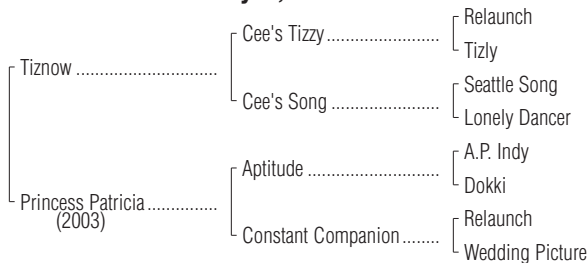 Relaunch
Cee's Tizzy
Tizly
Tiznow
Seattle Song
Cee's Song
Lonely Dancer
A.P. Indy
Aptitude
Dokki
Princess Patricia
(2003)
Relaunch
Constant Companion
Wedding Picture